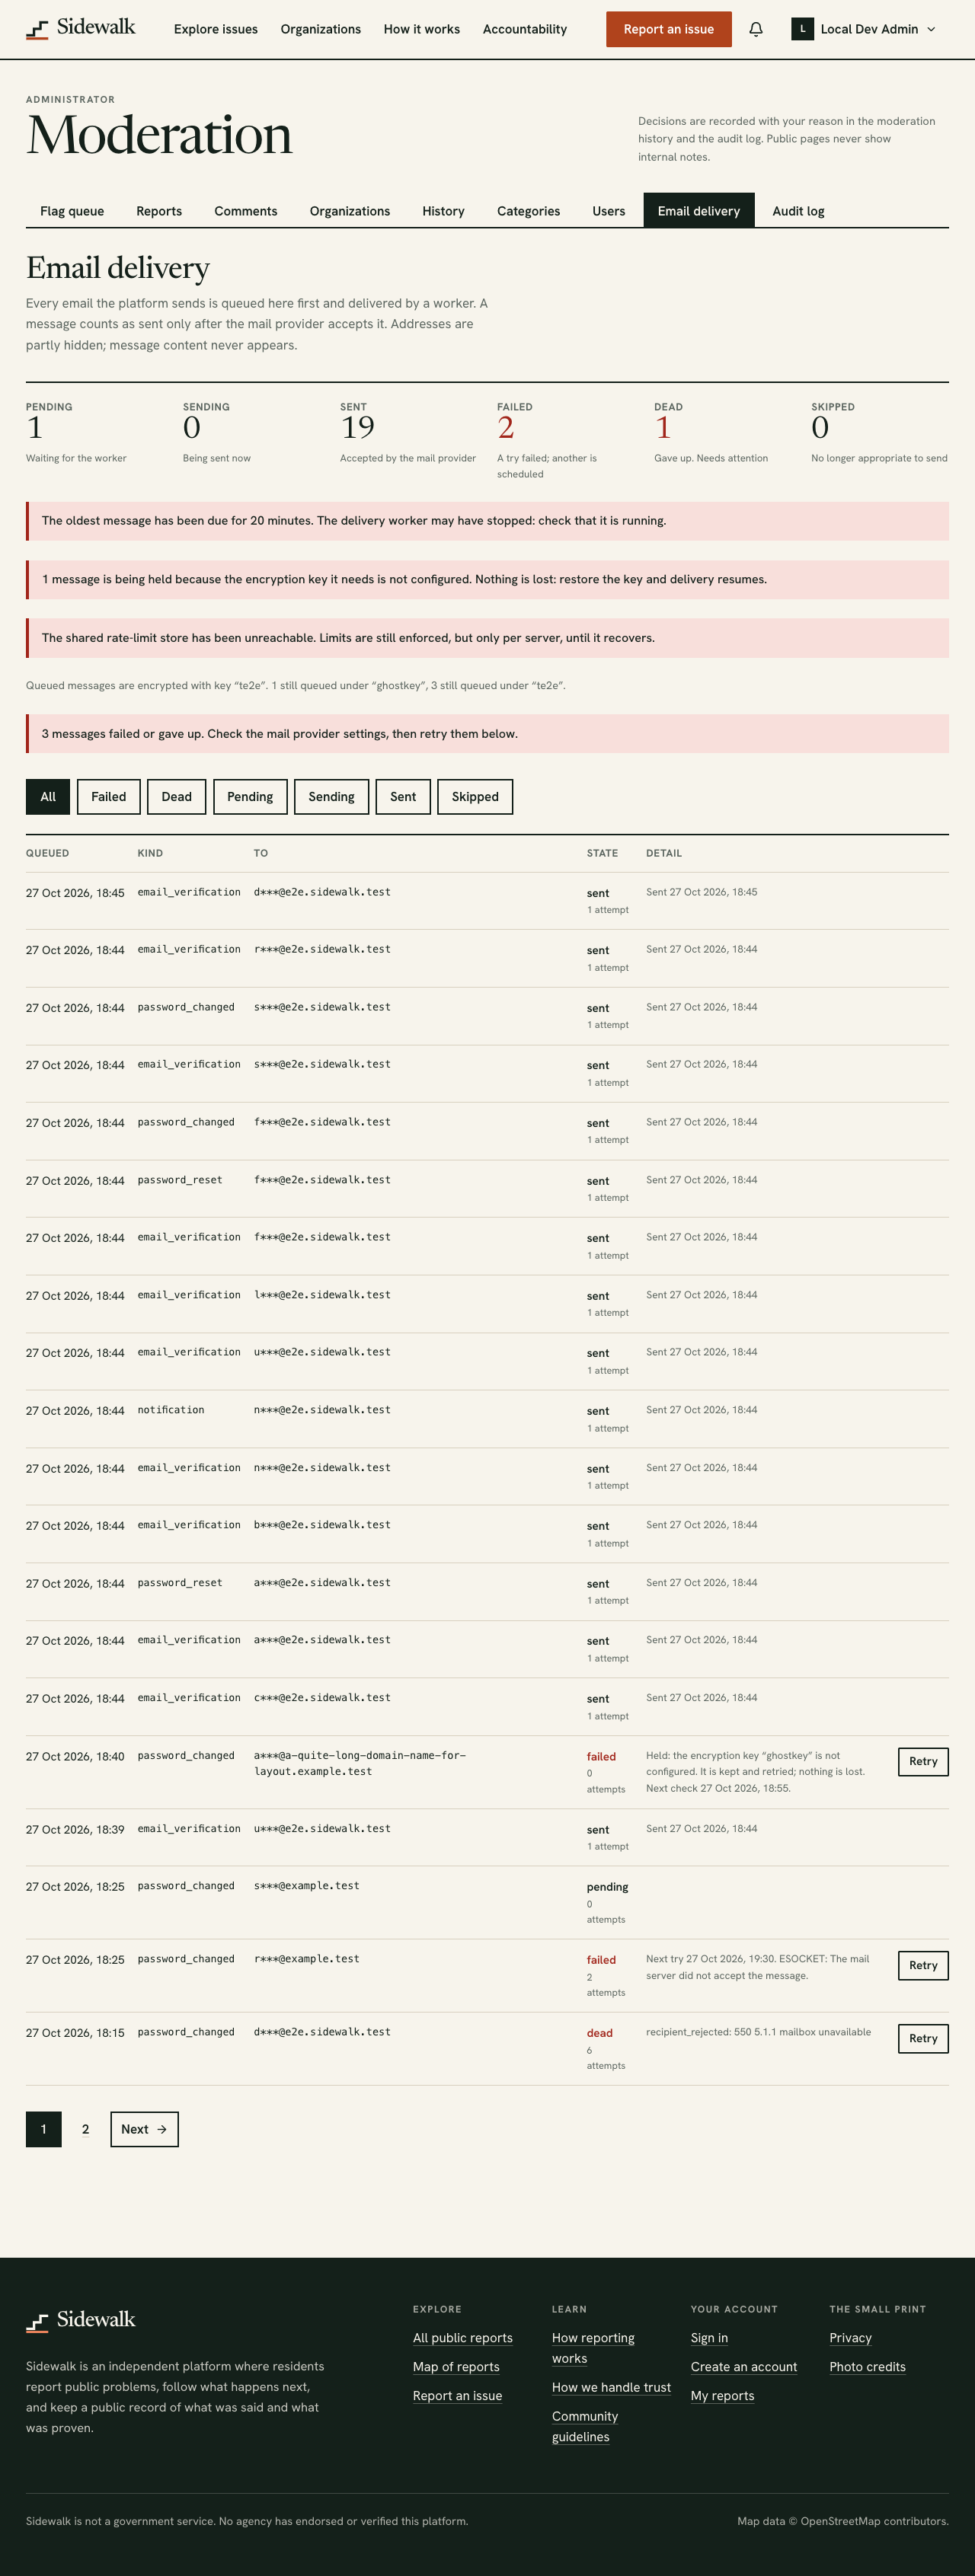 Sidewalk
Explore issues
Organizations
How it works
Accountability
Report an issue
L
Local Dev Admin
ADMINISTRATOR
Moderation
Decisions are recorded with your reason in the moderation
history and the audit log. Public pages never show
internal notes.
Flag queue
Reports
Comments
Organizations
History
Categories
Users
Email delivery
Audit log
Email delivery
Every email the platform sends is queued here first and delivered by a worker. A
message counts as sent only after the mail provider accepts it. Addresses are
partly hidden; message content never appears.
PENDING
1
Waiting for the worker
SENDING
0
Being sent now
SENT
19
Accepted by the mail provider
FAILED
2
A try failed; another is
scheduled
DEAD
1
Gave up. Needs attention
SKIPPED
0
No longer appropriate to send
The oldest message has been due for 20 minutes. The delivery worker may have stopped: check that it is running.
1 message is being held because the encryption key it needs is not configured. Nothing is lost: restore the key and delivery resumes.
The shared rate-limit store has been unreachable. Limits are still enforced, but only per server, until it recovers.
Queued messages are encrypted with key “te2e”. 1 still queued under “ghostkey”, 3 still queued under “te2e”.
3 messages failed or gave up. Check the mail provider settings, then retry them below.
All
Failed
Dead
Pending
Sending
Sent
Skipped
QUEUED KIND TO STATE DETAIL
27 Oct 2026, 18:45 email_verification d***@e2e.sidewalk.test sent Sent 27 Oct 2026, 18:45
1 attempt
27 Oct 2026, 18:44 email_verification r***@e2e.sidewalk.test sent Sent 27 Oct 2026, 18:44
1 attempt
27 Oct 2026, 18:44 password_changed s***@e2e.sidewalk.test sent Sent 27 Oct 2026, 18:44
1 attempt
27 Oct 2026, 18:44 email_verification s***@e2e.sidewalk.test sent Sent 27 Oct 2026, 18:44
1 attempt
27 Oct 2026, 18:44 password_changed f***@e2e.sidewalk.test sent Sent 27 Oct 2026, 18:44
1 attempt
27 Oct 2026, 18:44 password_reset f***@e2e.sidewalk.test sent Sent 27 Oct 2026, 18:44
1 attempt
27 Oct 2026, 18:44 email_verification f***@e2e.sidewalk.test sent Sent 27 Oct 2026, 18:44
1 attempt
27 Oct 2026, 18:44 email_verification l***@e2e.sidewalk.test sent Sent 27 Oct 2026, 18:44
1 attempt
27 Oct 2026, 18:44 email_verification u***@e2e.sidewalk.test sent Sent 27 Oct 2026, 18:44
1 attempt
27 Oct 2026, 18:44 notification n***@e2e.sidewalk.test sent Sent 27 Oct 2026, 18:44
1 attempt
27 Oct 2026, 18:44 email_verification n***@e2e.sidewalk.test sent Sent 27 Oct 2026, 18:44
1 attempt
27 Oct 2026, 18:44 email_verification b***@e2e.sidewalk.test sent Sent 27 Oct 2026, 18:44
1 attempt
27 Oct 2026, 18:44 password_reset a***@e2e.sidewalk.test sent Sent 27 Oct 2026, 18:44
1 attempt
27 Oct 2026, 18:44 email_verification a***@e2e.sidewalk.test sent Sent 27 Oct 2026, 18:44
1 attempt
27 Oct 2026, 18:44 email_verification c***@e2e.sidewalk.test sent Sent 27 Oct 2026, 18:44
1 attempt
27 Oct 2026, 18:40 password_changed
a***@a-quite-long-domain-name-for-
layout.example.test
failed
0
attempts
Held: the encryption key “ghostkey” is not
configured. It is kept and retried; nothing is lost.
Next check 27 Oct 2026, 18:55.
Retry
27 Oct 2026, 18:39 email_verification u***@e2e.sidewalk.test sent Sent 27 Oct 2026, 18:44
1 attempt
27 Oct 2026, 18:25 password_changed s***@example.test pending
0
attempts
27 Oct 2026, 18:25 password_changed r***@example.test failed
2
attempts
Next try 27 Oct 2026, 19:30. ESOCKET: The mail
server did not accept the message.
Retry
27 Oct 2026, 18:15 password_changed d***@e2e.sidewalk.test dead
6
attempts
recipient_rejected: 550 5.1.1 mailbox unavailable
Retry
1
2
Next →
Sidewalk
Sidewalk is an independent platform where residents
report public problems, follow what happens next,
and keep a public record of what was said and what
was proven.
EXPLORE
All public reports
Map of reports
Report an issue
LEARN
How reporting
works
How we handle trust
Community
guidelines
YOUR ACCOUNT
Sign in
Create an account
My reports
THE SMALL PRINT
Privacy
Photo credits
Sidewalk is not a government service. No agency has endorsed or verified this platform.
Map data © OpenStreetMap contributors.